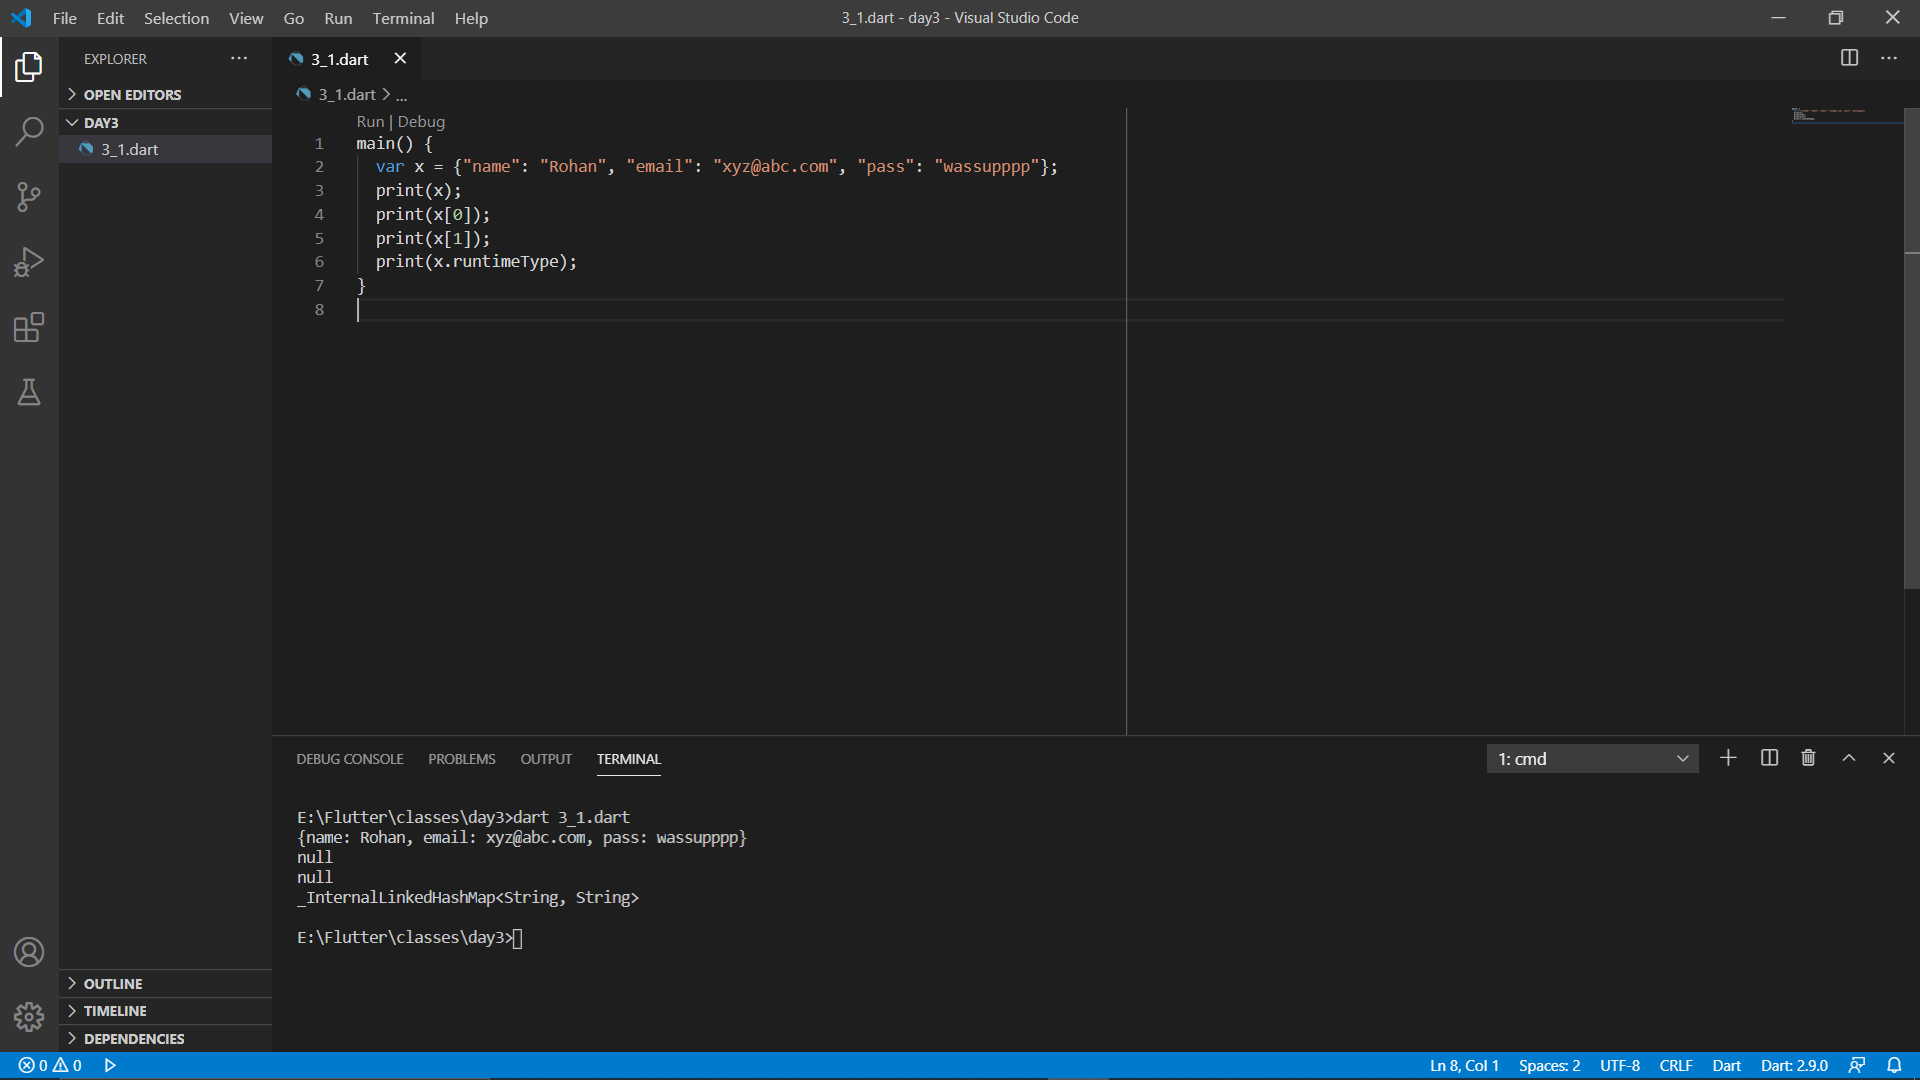 File Edit Selection View Go Run Terminal Help
3_1.dart - day3 - Visual Studio Code
EXPLORER
OPEN EDITORS
DAY3
3_1.dart
3_1.dart
3_1.dart > ...
Run | Debug
1 main() {
2 var x = {"name": "Rohan", "email": "xyz@abc.com", "pass": "wassupppp"};
3 print(x);
4 print(x[0]);
5 print(x[1]);
6 print(x.runtimeType);
7 }
8
DEBUG CONSOLE PROBLEMS OUTPUT TERMINAL
1: cmd
E:\Flutter\classes\day3>dart 3_1.dart
{name: Rohan, email: xyz@abc.com, pass: wassupppp}
null
null
_InternalLinkedHashMap<String, String>
E:\Flutter\classes\day3>
OUTLINE
TIMELINE
DEPENDENCIES
0 0
Ln 8, Col 1 Spaces: 2 UTF-8 CRLF Dart Dart: 2.9.0